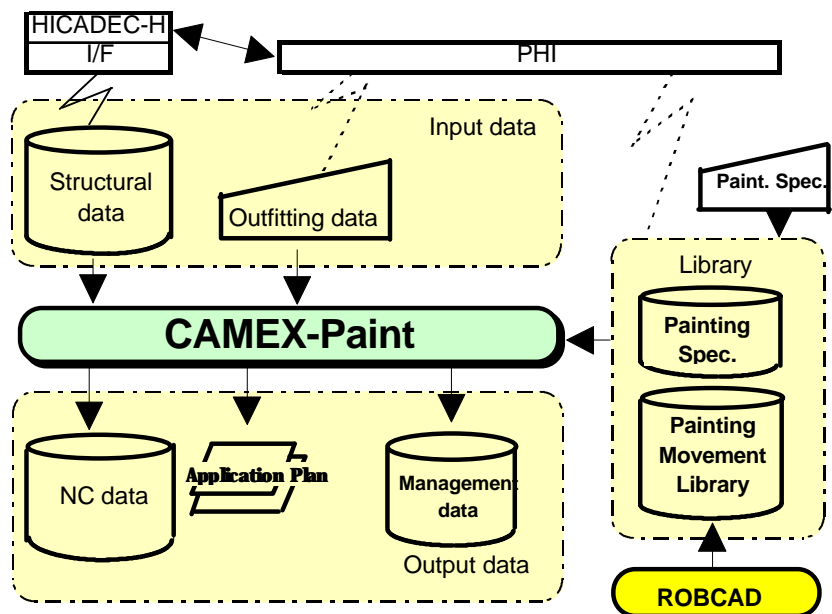 HICADEC-H
I/F
PHI
Input data
Structural
data
Outfitting data
Paint. Spec.
Library
CAMEX-Paint
Painting
Spec.
Painting
Movement
Library
NC data
Application Plan
Management
data
Output data
ROBCAD